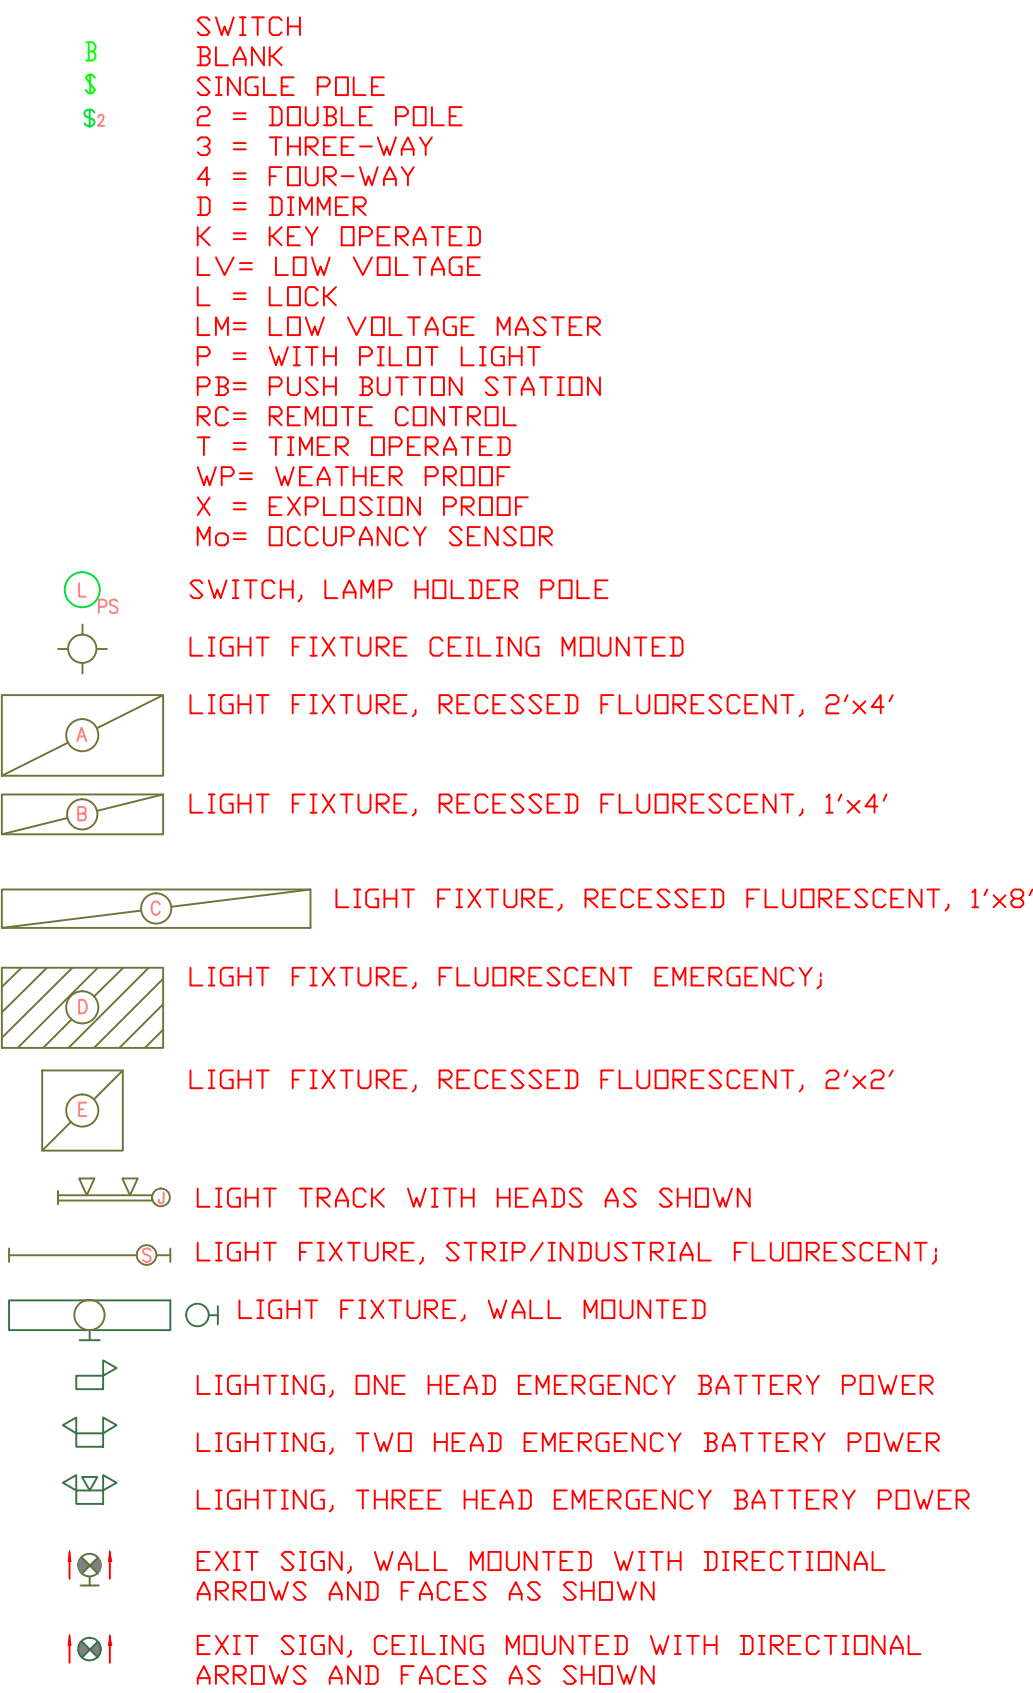 SWITCH
B BLANK
$ SINGLE POLE
$2 2 = DOUBLE POLE
3 = THREE-WAY
4 = FOUR-WAY
D = DIMMER
K = KEY OPERATED
LV= LOW VOLTAGE
L = LOCK
LM= LOW VOLTAGE MASTER
P = WITH PILOT LIGHT
PB= PUSH BUTTON STATION
RC= REMOTE CONTROL
T = TIMER OPERATED
WP= WEATHER PROOF
X = EXPLOSION PROOF
Mo= OCCUPANCY SENSOR
L PS SWITCH, LAMP HOLDER POLE
LIGHT FIXTURE CEILING MOUNTED
A LIGHT FIXTURE, RECESSED FLUORESCENT, 2'x4'
B LIGHT FIXTURE, RECESSED FLUORESCENT, 1'x4'
C LIGHT FIXTURE, RECESSED FLUORESCENT, 1'x8'
D LIGHT FIXTURE, FLUORESCENT EMERGENCY;
E LIGHT FIXTURE, RECESSED FLUORESCENT, 2'x2'
J LIGHT TRACK WITH HEADS AS SHOWN
S LIGHT FIXTURE, STRIP/INDUSTRIAL FLUORESCENT;
LIGHT FIXTURE, WALL MOUNTED
LIGHTING, ONE HEAD EMERGENCY BATTERY POWER
LIGHTING, TWO HEAD EMERGENCY BATTERY POWER
LIGHTING, THREE HEAD EMERGENCY BATTERY POWER
EXIT SIGN, WALL MOUNTED WITH DIRECTIONAL
ARROWS AND FACES AS SHOWN
EXIT SIGN, CEILING MOUNTED WITH DIRECTIONAL
ARROWS AND FACES AS SHOWN